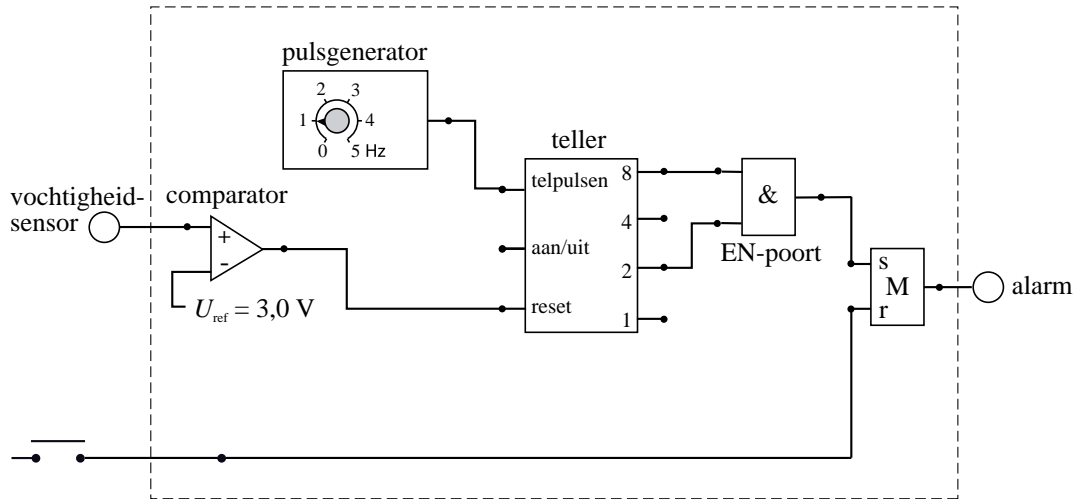 pulsgenerator
2 3
1 4
0 5 Hz
teller
telpulsen 8
4
aan/uit
2
reset
1
vochtigheid-
sensor
comparator
+
-
U ref = 3,0 V
&
EN-poort
s
M
r
alarm